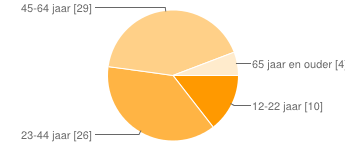 45-64 jaar [29]
65 jaar en ouder [4]
12-22 jaar [10]
23-44 jaar [26]